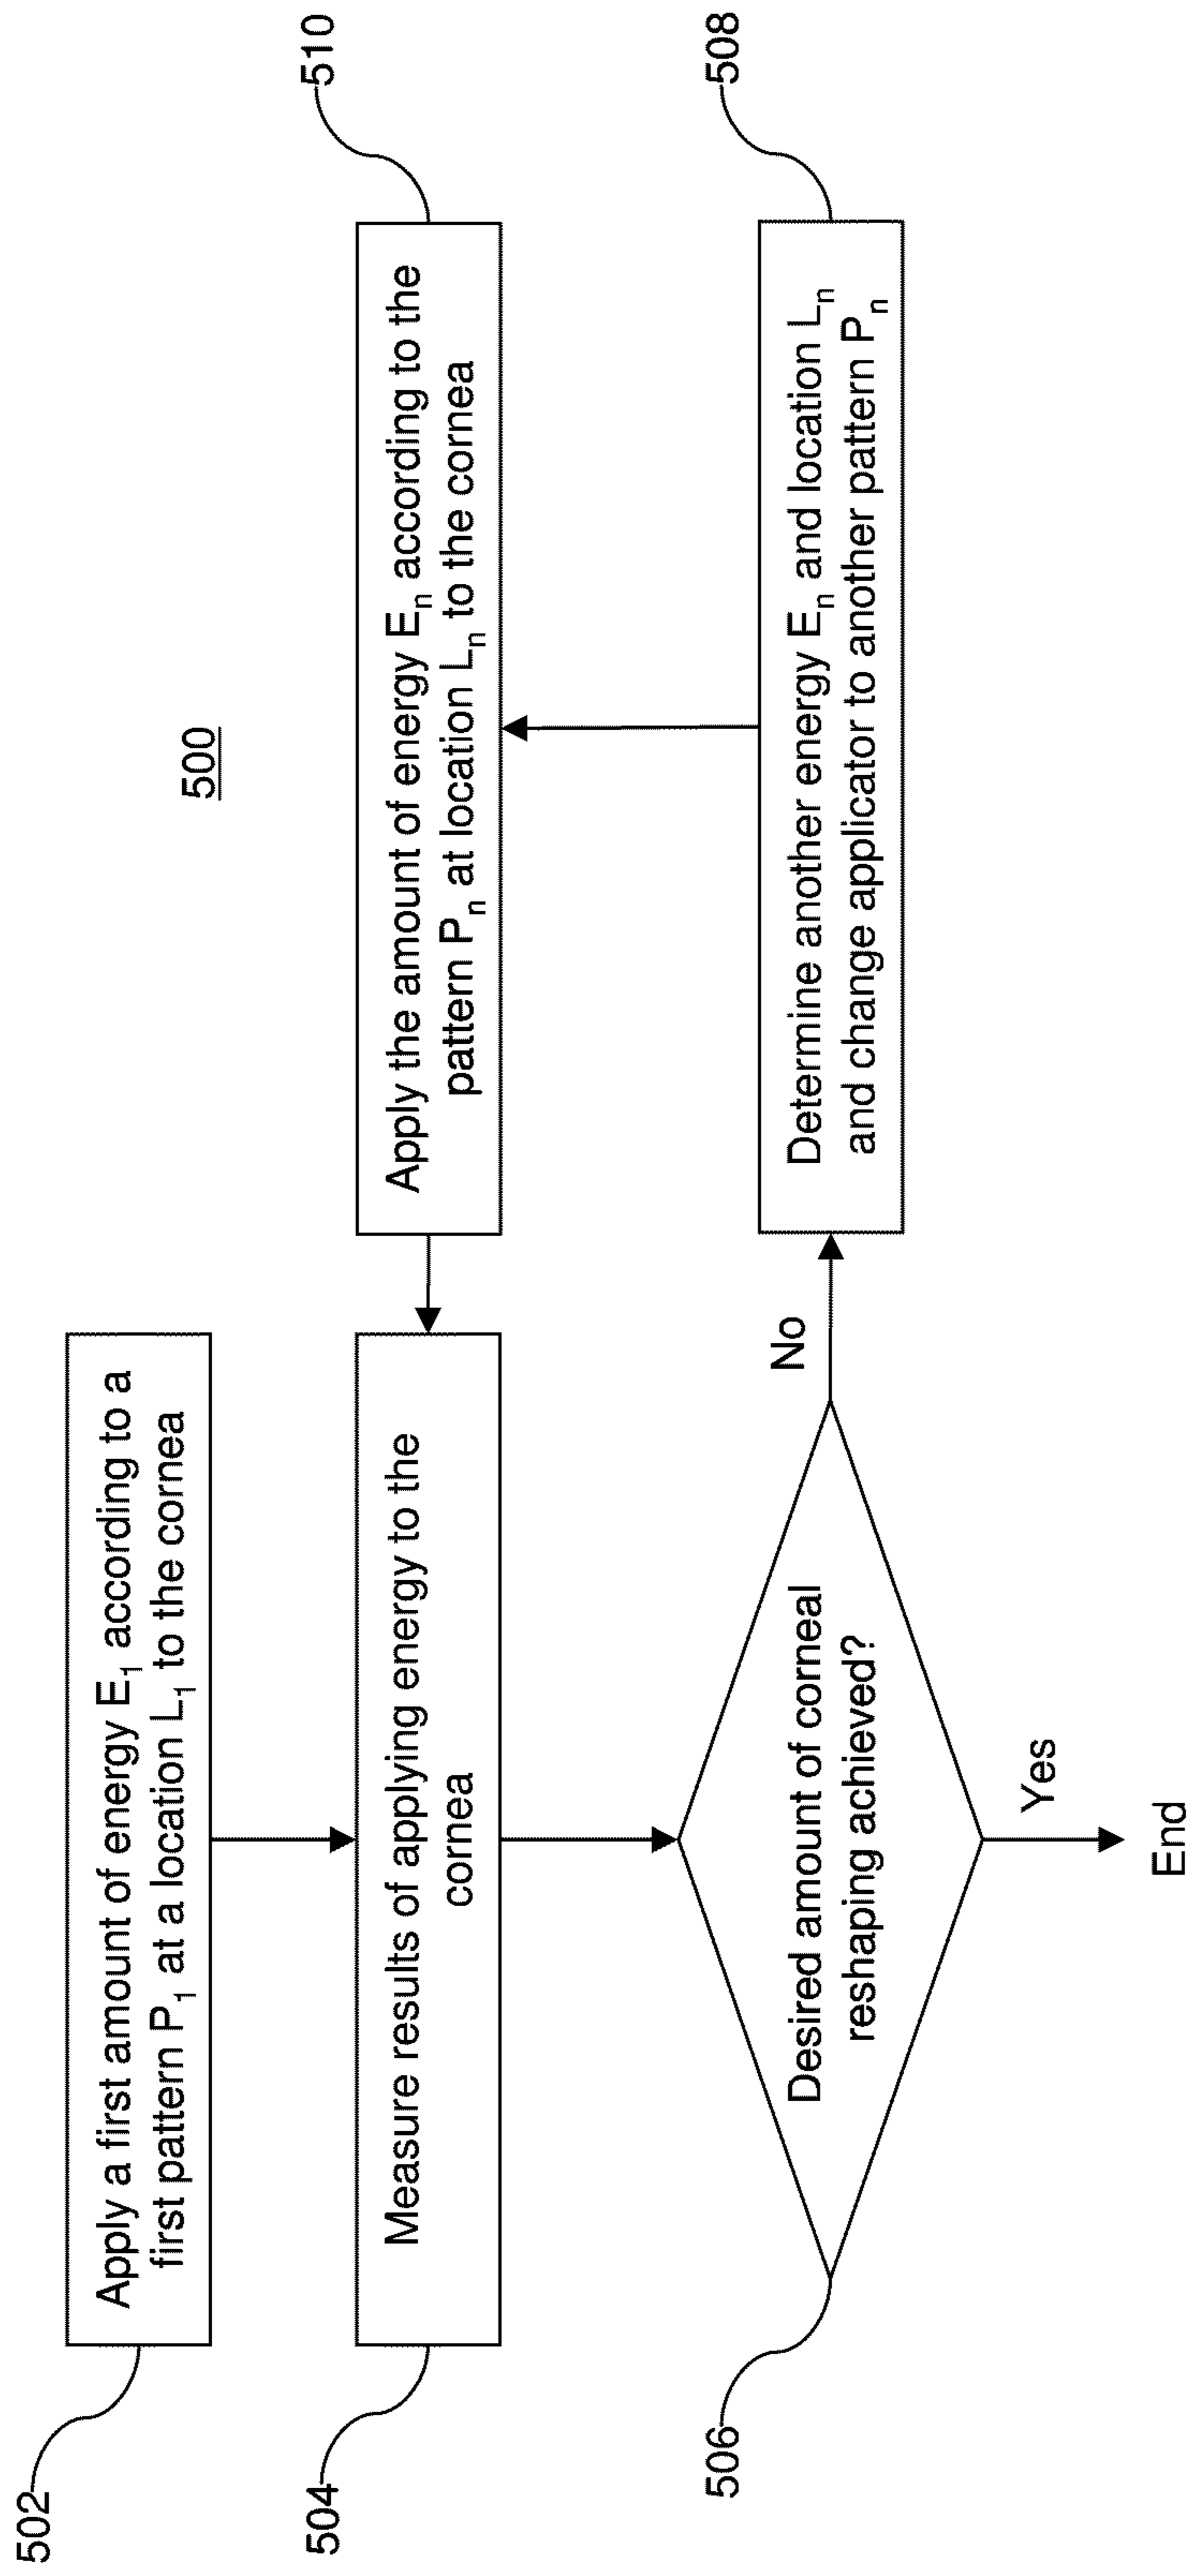 500
502
Apply a first amount of energy E₁ according to a
first pattern P₁ at a location L₁ to the cornea
504
Measure results of applying energy to the
cornea
506
Desired amount of corneal
reshaping achieved?
Yes
End
No
508
Determine another energy Eₙ and location Lₙ
and change applicator to another pattern Pₙ
510
Apply the amount of energy Eₙ according to the
pattern Pₙ at location Lₙ to the cornea